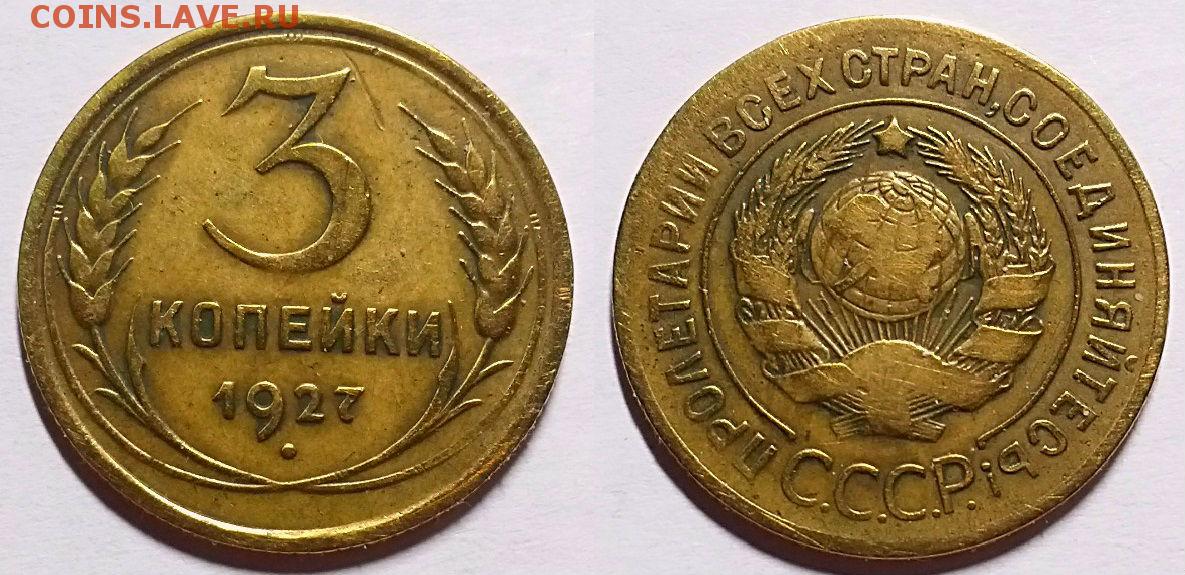 COINS.LAVE.RU
3
КОПЕЙКИ
1927
ПРОЛЕТАРИИ ВСЕХ СТРАН, СОЕДИНЯЙТЕСЬ!
С.С.С.Р.